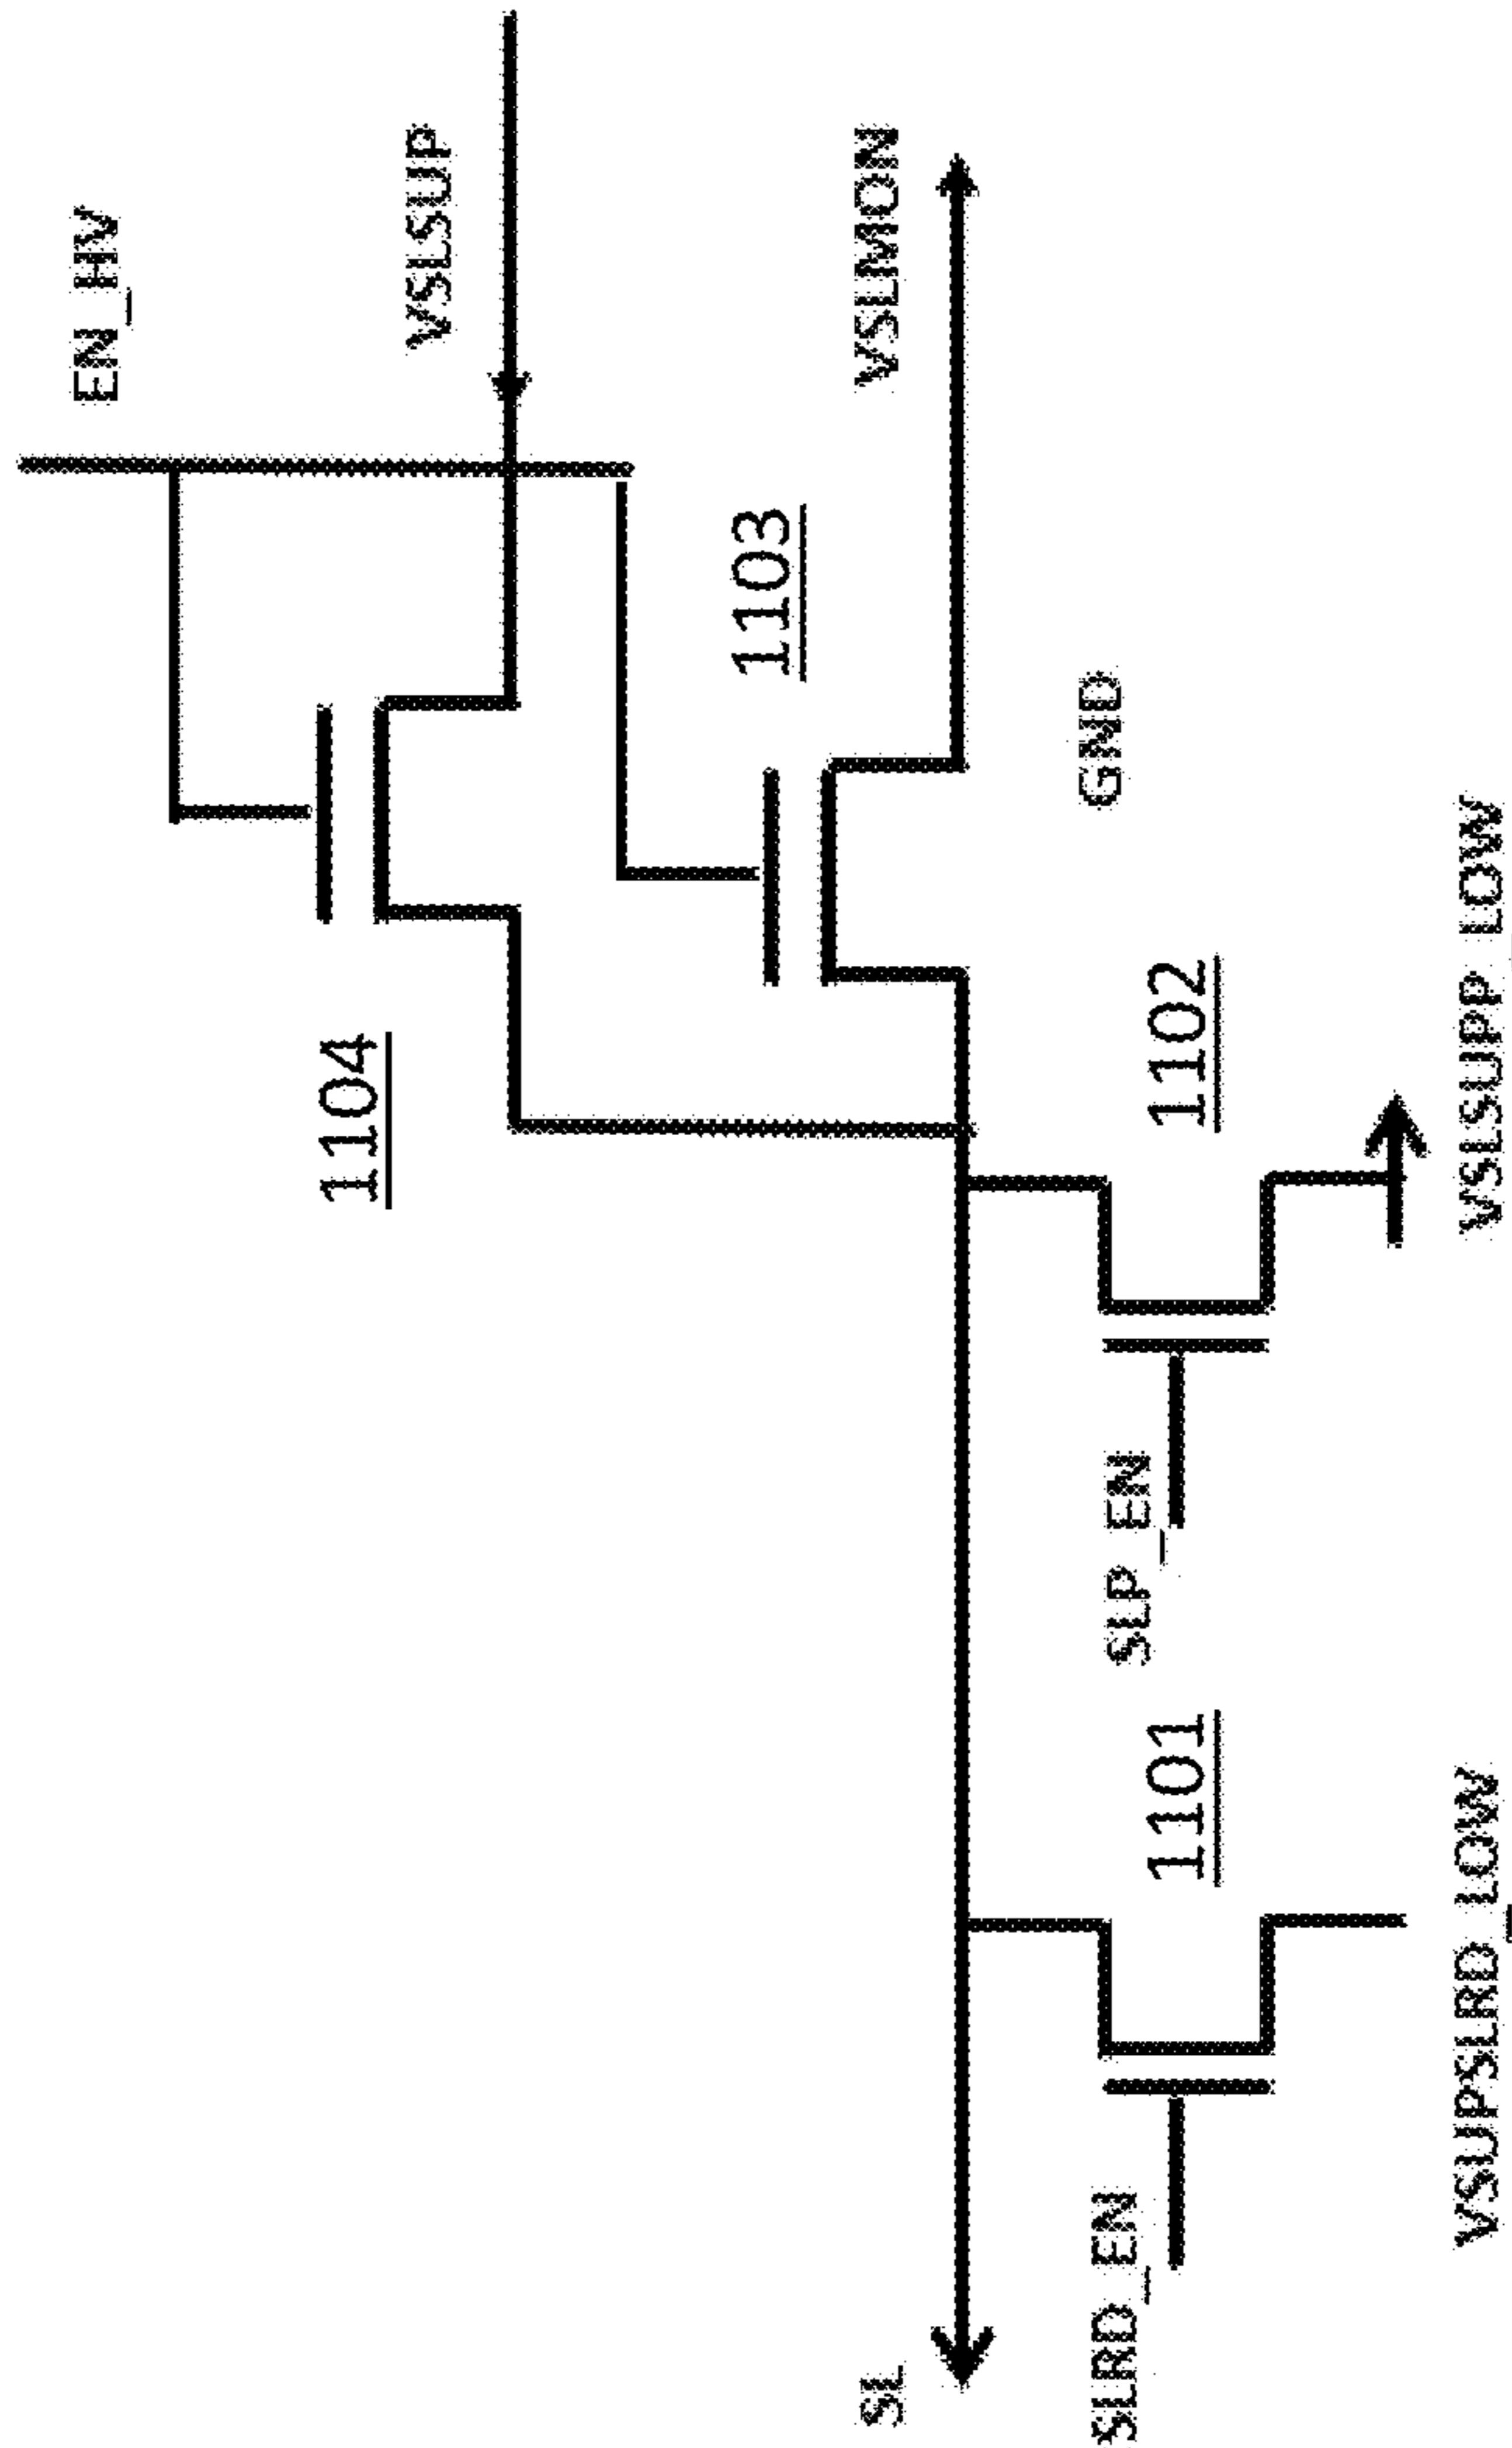 EN_HV
VSLSUP
1104
1103
VSLMON
SL
GND
SLRD_EN
1101
SLP_EN
1102
VSUPSLRD_LOW
VSLSUPP_LOW